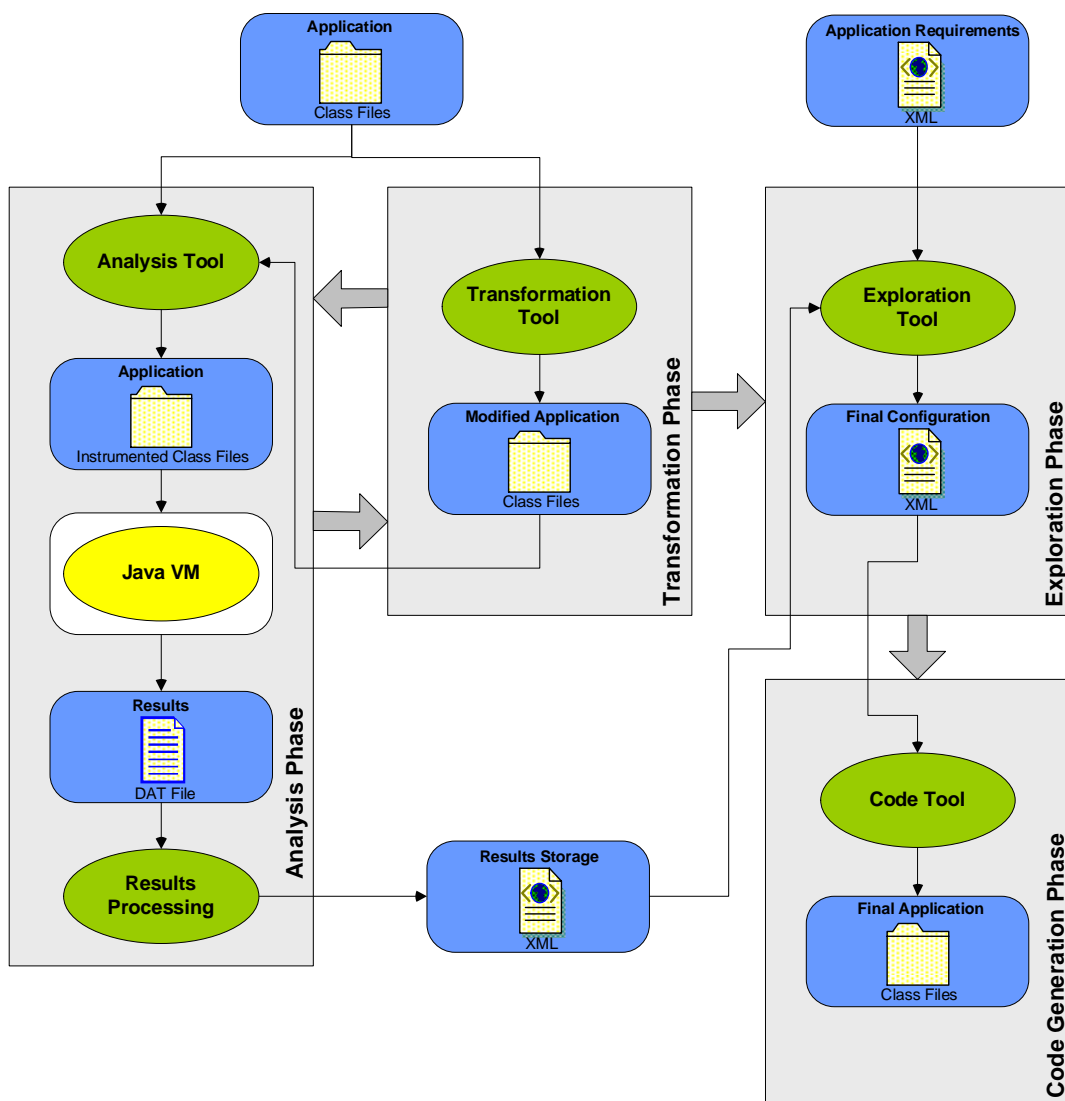 Application
Class Files
Application Requirements
XML
Analysis Tool
Application
Instrumented Class Files
Java VM
Results
DAT File
Results
Processing
Analysis Phase
Transformation
Tool
Modified Application
Class Files
Transformation Phase
Results Storage
XML
Exploration
Tool
Final Configuration
XML
Exploration Phase
Code Tool
Final Application
Class Files
Code Generation Phase